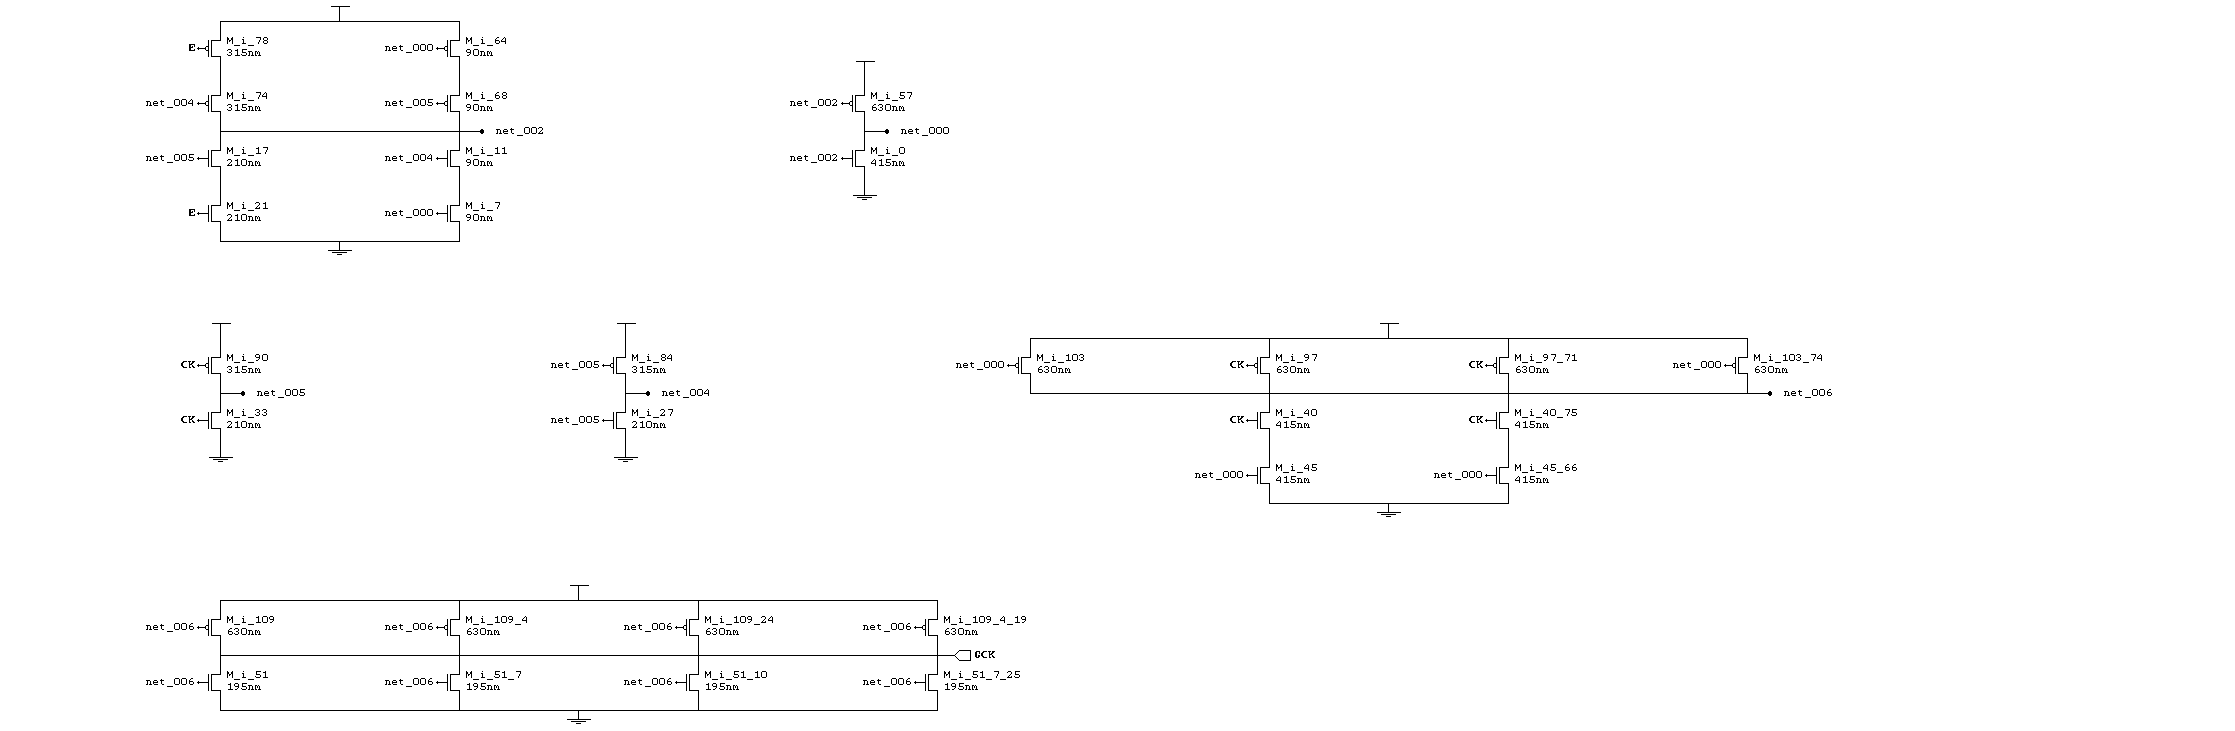 E M_i_78 315nm net_000 M_i_64 90nm
net_004 M_i_74 315nm net_005 M_i_68 90nm net_002 M_i_57 630nm
net_002 net_000
net_005 M_i_17 210nm net_004 M_i_11 90nm net_002 M_i_0 415nm
E M_i_21 210nm net_000 M_i_7 90nm
CK M_i_90 315nm net_005 M_i_84 315nm net_000 M_i_103 630nm CK M_i_97 630nm CK M_i_97_71 630nm net_000 M_i_103_74 630nm
net_005 net_004 net_006
CK M_i_33 210nm net_005 M_i_27 210nm CK M_i_40 415nm CK M_i_40_75 415nm
net_000 M_i_45 415nm net_000 M_i_45_66 415nm
net_006 M_i_109 630nm net_006 M_i_109_4 630nm net_006 M_i_109_24 630nm net_006 M_i_109_4_19 630nm
GCK
net_006 M_i_51 195nm net_006 M_i_51_7 195nm net_006 M_i_51_10 195nm net_006 M_i_51_7_25 195nm